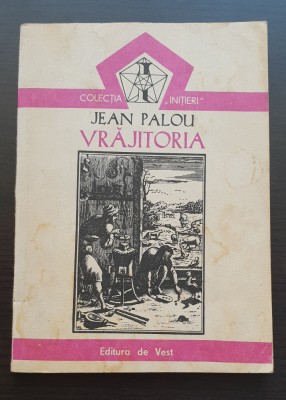 COLECȚIA „INIȚIERI“
JEAN PALOU
VRĂJITORIA
Editura de Vest